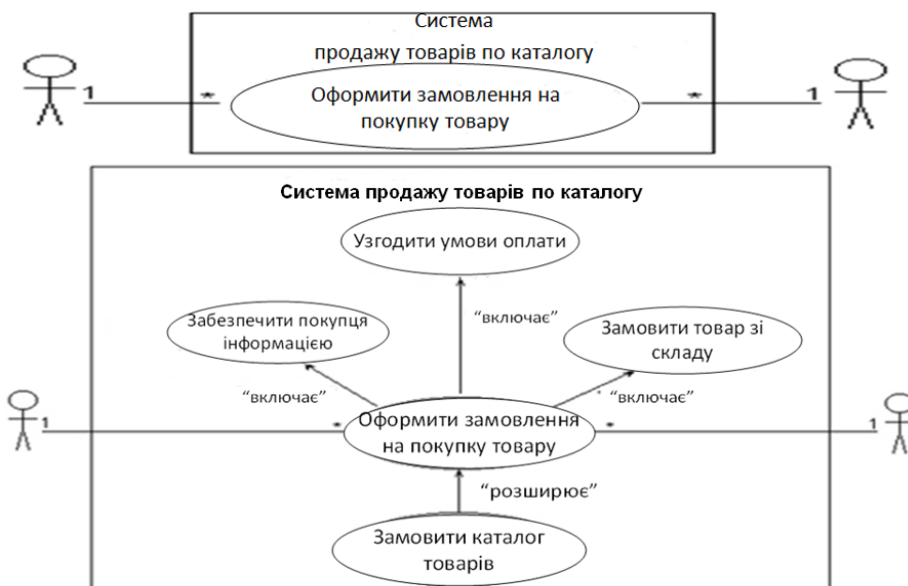 Система
продажу товарів по каталогу
1 * Оформити замовлення на * 1
покупку товару
Система продажу товарів по каталогу
Узгодити умови оплати
"включає"
Забезпечити покупця
інформацією
Замовити товар зі
складу
"включає"
"включає"
1 * Оформити замовлення * 1
на покупку товару
"розширює"
Замовити каталог
товарів